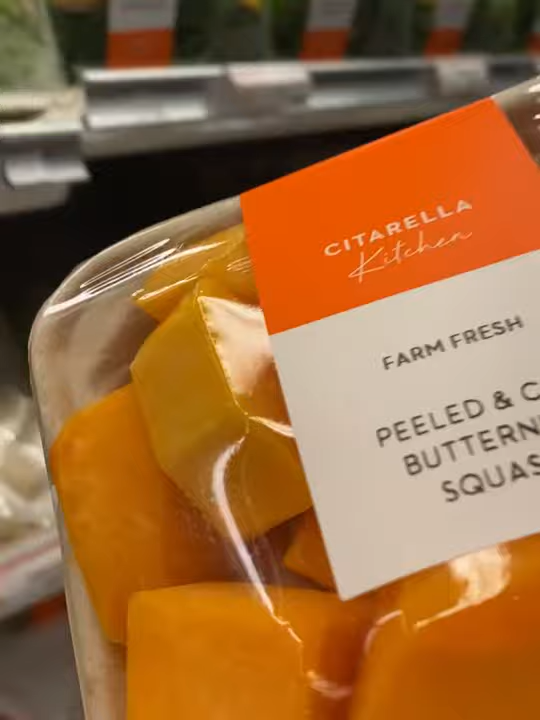 CITARELLA
Kitchen
FARM FRESH
PEELED & C
BUTTERN
SQUAS